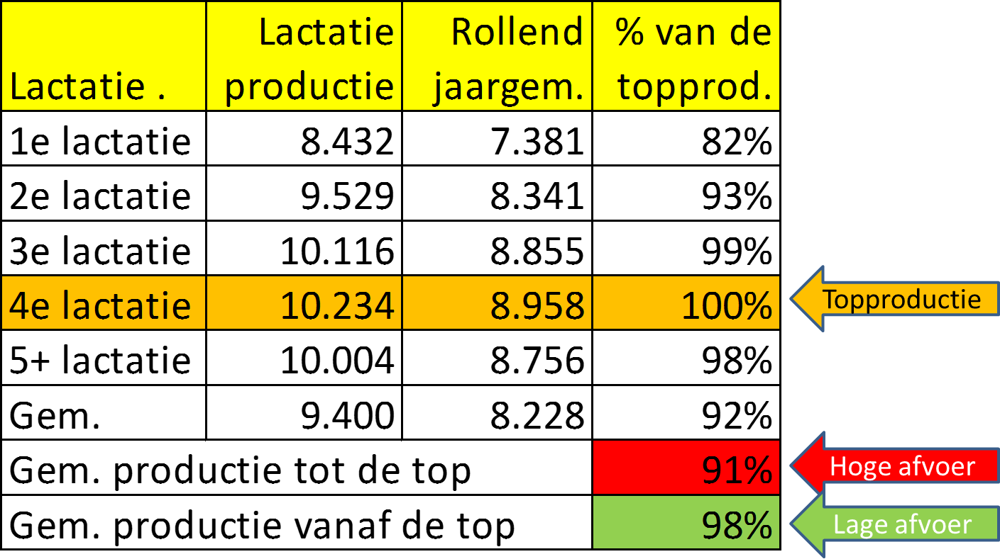 Lactatie . Lactatie productie Rollend jaargem. % van de topprod.
1e lactatie 8.432 7.381 82%
2e lactatie 9.529 8.341 93%
3e lactatie 10.116 8.855 99%
4e lactatie 10.234 8.958 100% Topproductie
5+ lactatie 10.004 8.756 98%
Gem. 9.400 8.228 92%
Gem. productie tot de top 91% Hoge afvoer
Gem. productie vanaf de top 98% Lage afvoer